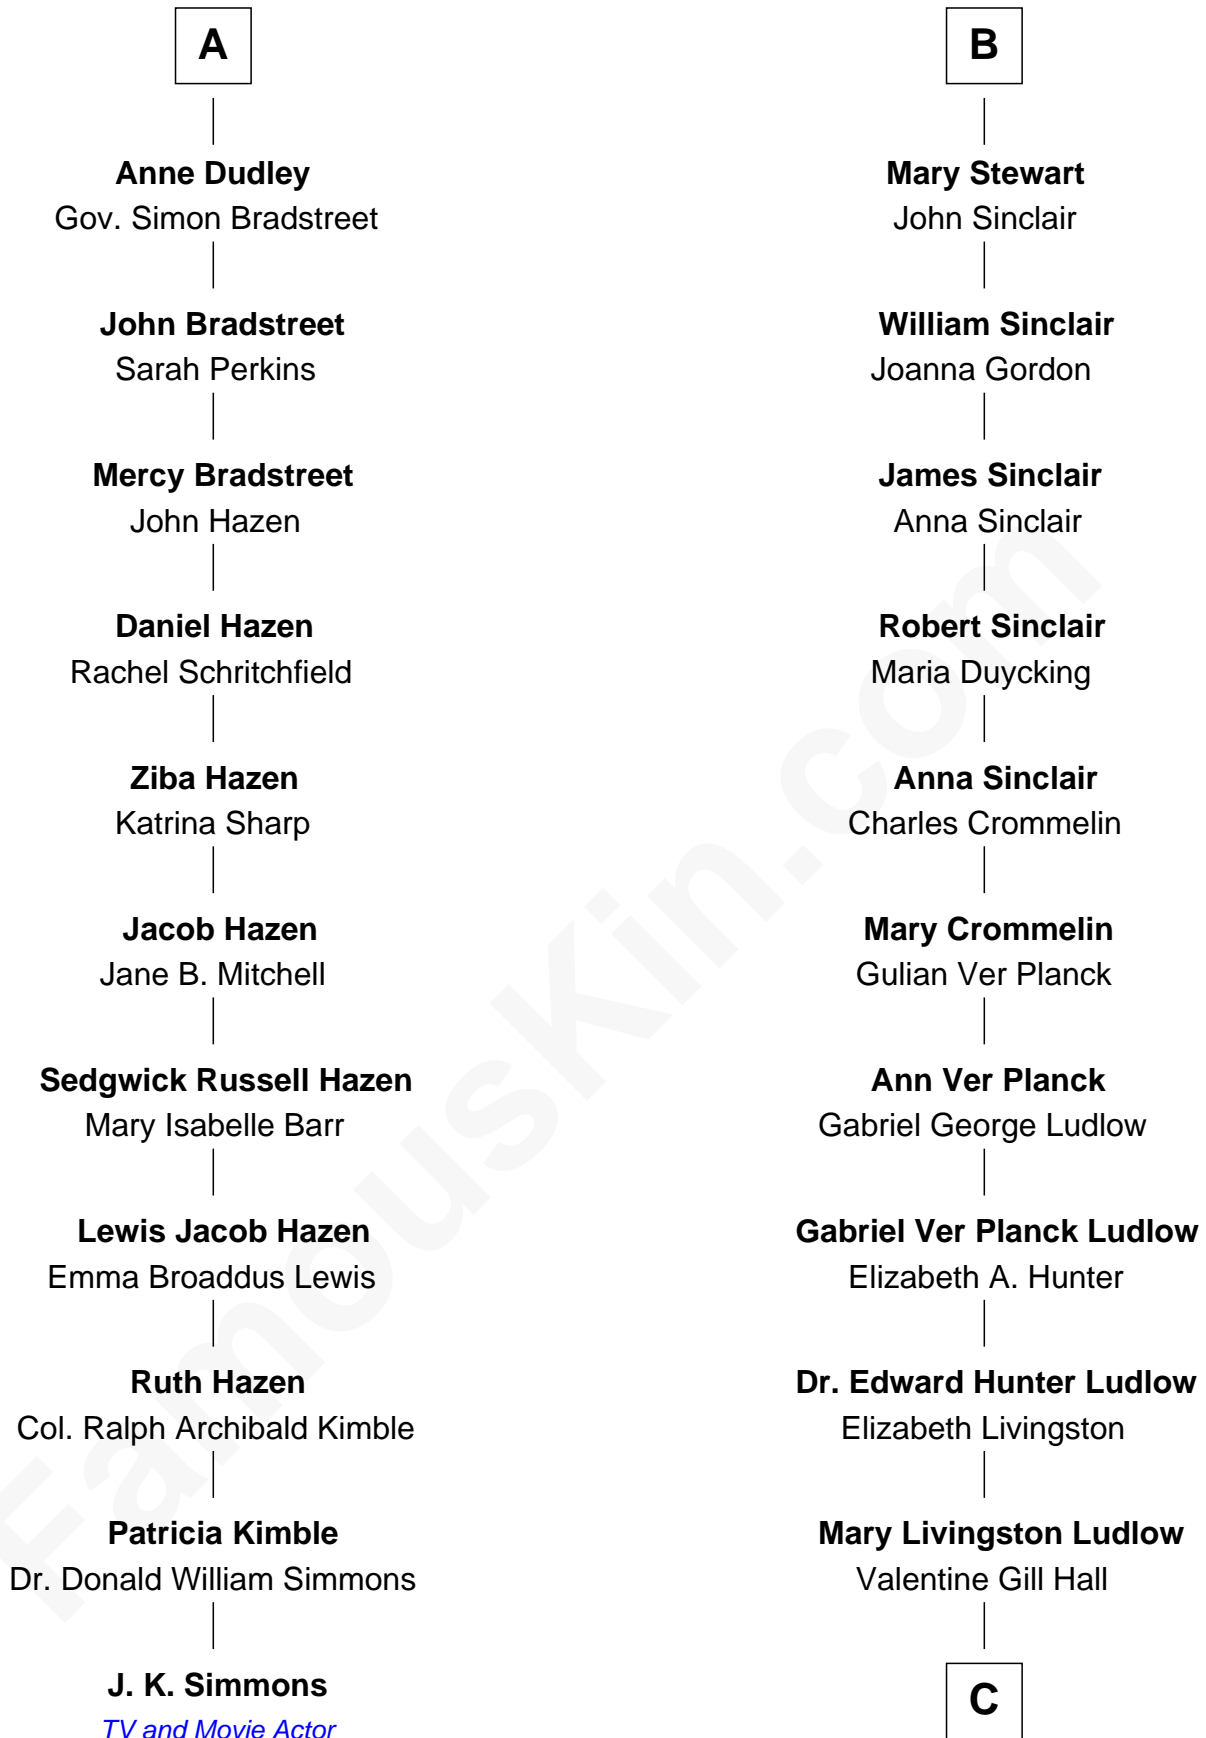 A
Anne Dudley
Gov. Simon Bradstreet
John Bradstreet
Sarah Perkins
Mercy Bradstreet
John Hazen
Daniel Hazen
Rachel Schritchfield
Ziba Hazen
Katrina Sharp
Jacob Hazen
Jane B. Mitchell
Sedgwick Russell Hazen
Mary Isabelle Barr
Lewis Jacob Hazen
Emma Broaddus Lewis
Ruth Hazen
Col. Ralph Archibald Kimble
Patricia Kimble
Dr. Donald William Simmons
J. K. Simmons
TV and Movie Actor
B
Mary Stewart
John Sinclair
William Sinclair
Joanna Gordon
James Sinclair
Anna Sinclair
Robert Sinclair
Maria Duycking
Anna Sinclair
Charles Crommelin
Mary Crommelin
Gulian Ver Planck
Ann Ver Planck
Gabriel George Ludlow
Gabriel Ver Planck Ludlow
Elizabeth A. Hunter
Dr. Edward Hunter Ludlow
Elizabeth Livingston
Mary Livingston Ludlow
Valentine Gill Hall
C
FamousKin.com